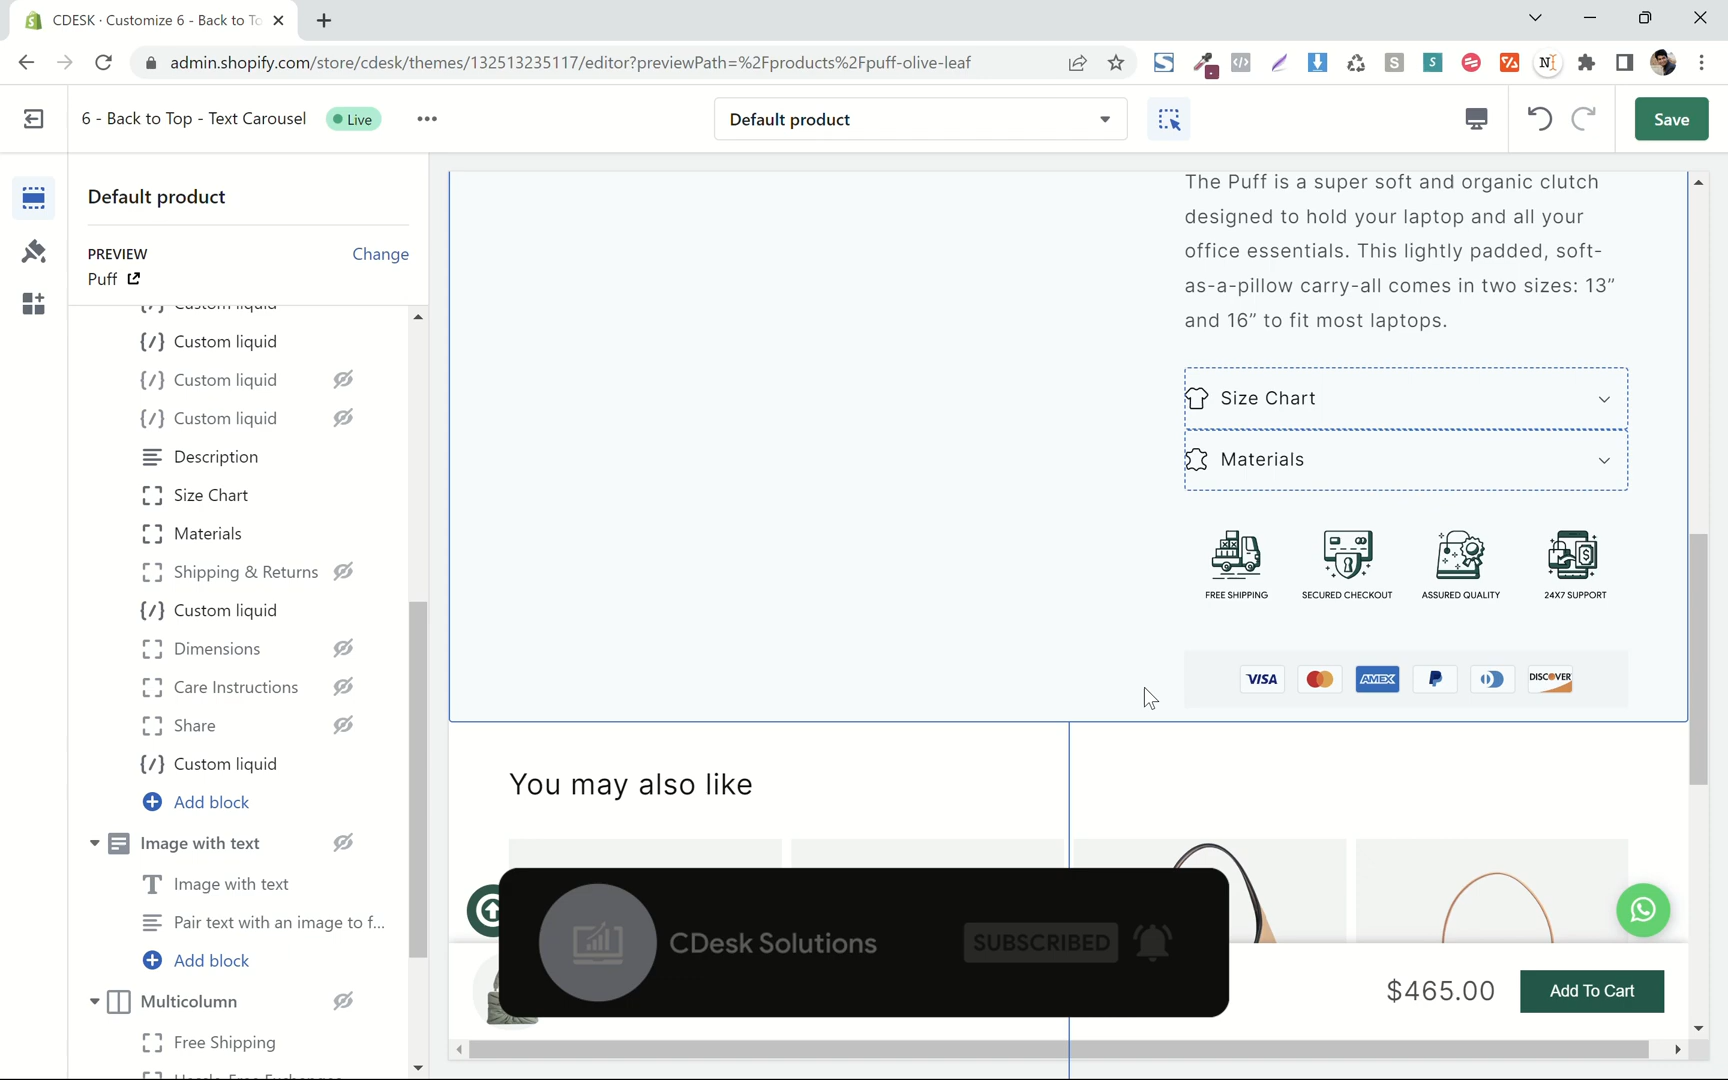 CDESK · Customize 6 - Back to To
admin.shopify.com/store/cdesk/themes/132513235117/editor?previewPath=%2Fproducts%2Fpuff-olive-leaf
6 - Back to Top - Text Carousel
Live
Default product
Save
Default product
PREVIEW
Change
Puff
Custom liquid
Custom liquid
Custom liquid
Custom liquid
Description
Size Chart
Materials
Shipping & Returns
Custom liquid
Dimensions
Care Instructions
Share
Custom liquid
Add block
Image with text
Image with text
Pair text with an image to f...
Add block
Multicolumn
Free Shipping
The Puff is a super soft and organic clutch
designed to hold your laptop and all your
office essentials. This lightly padded, soft-
as-a-pillow carry-all comes in two sizes: 13”
and 16” to fit most laptops.
Size Chart
Materials
FREE SHIPPING
SECURED CHECKOUT
ASSURED QUALITY
24X7 SUPPORT
VISA
AMEX
DISCOVER
You may also like
CDesk Solutions
SUBSCRIBED
$465.00
Add To Cart